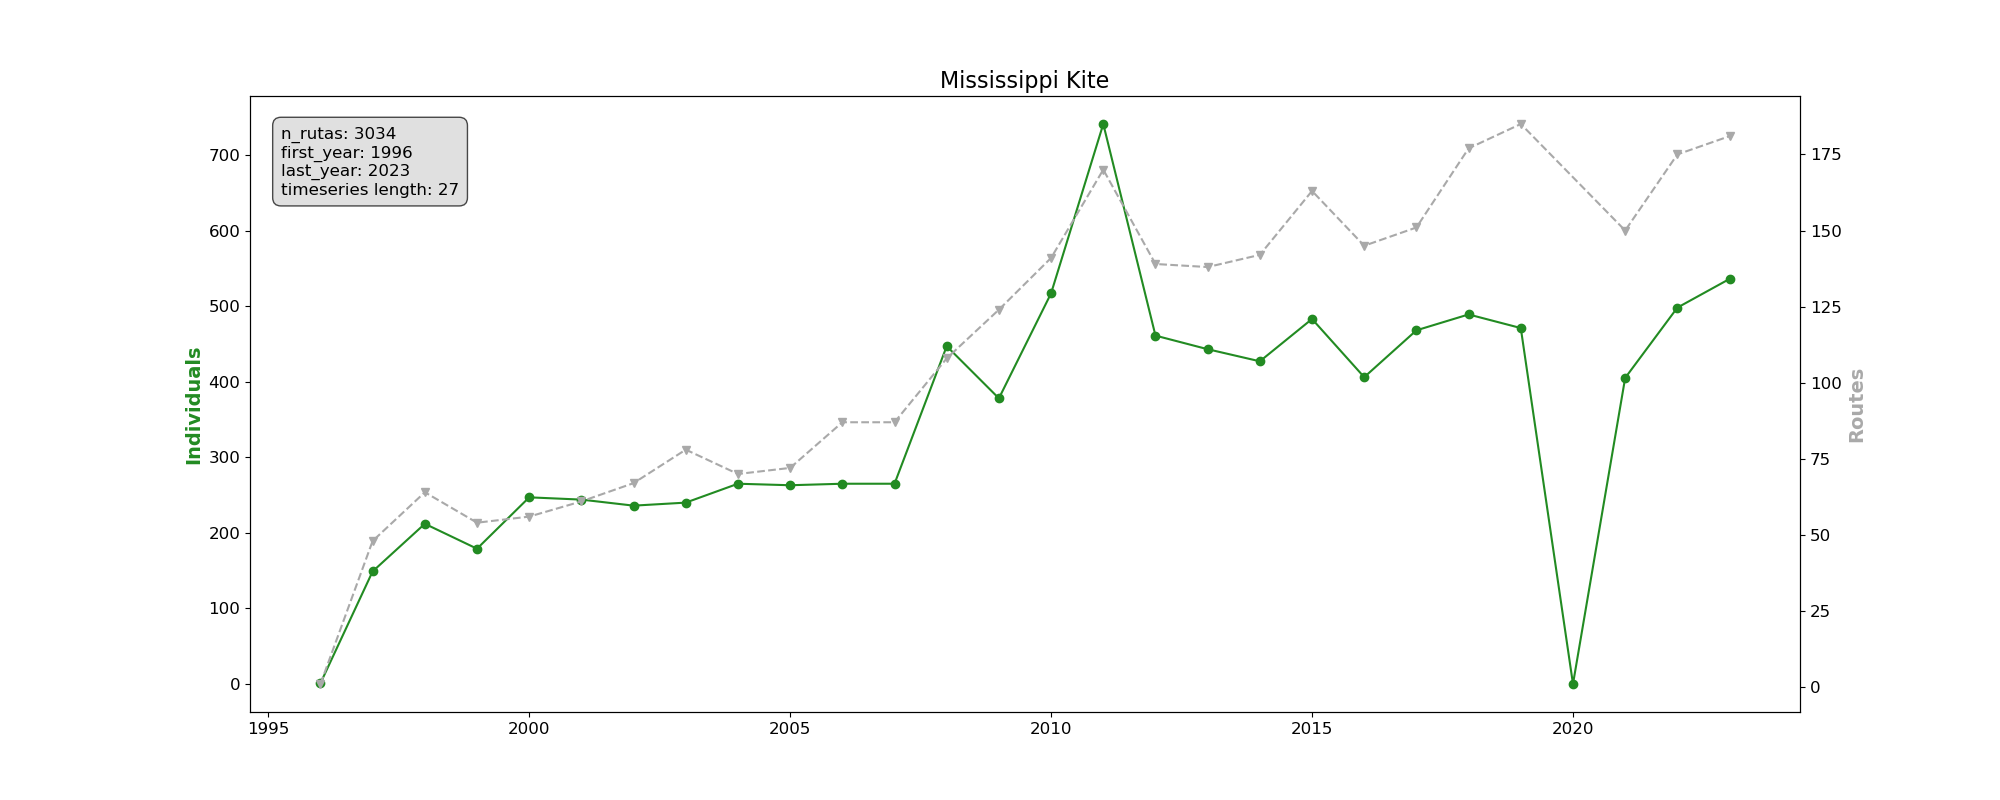 Mississippi Kite
n_rutas: 3034
first_year: 1996
last_year: 2023
timeseries length: 27
Individuals
700
600
500
400
300
200
100
0
175
150
125
100
75
50
25
0
Routes
1995 2000 2005 2010 2015 2020